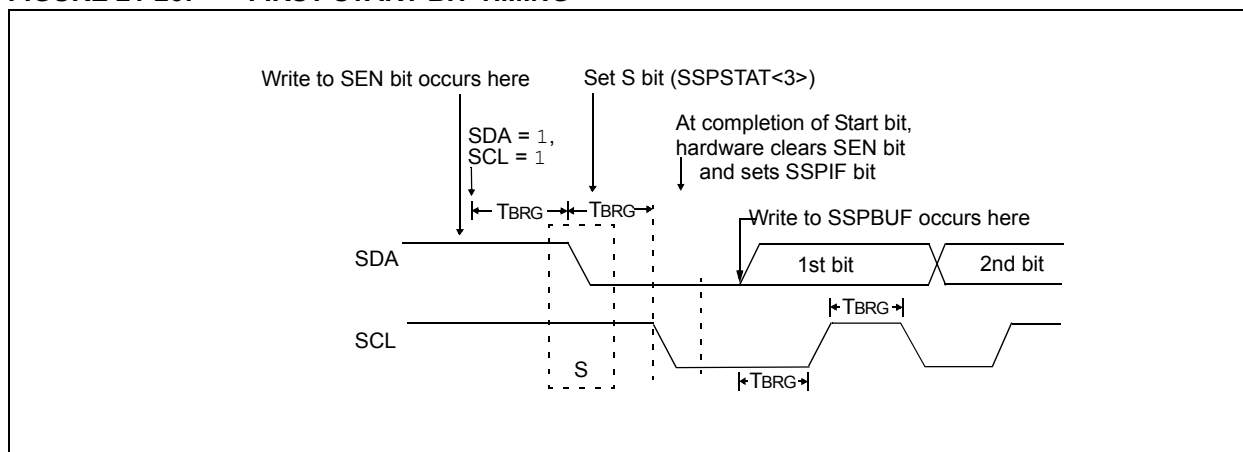 Write to SEN bit occurs here
Set S bit (SSPSTAT<3>)
SDA = 1,
SCL = 1
At completion of Start bit,
hardware clears SEN bit
and sets SSPIF bit
TBRG
TBRG
Write to SSPBUF occurs here
SDA
1st bit
2nd bit
TBRG
SCL
S
TBRG